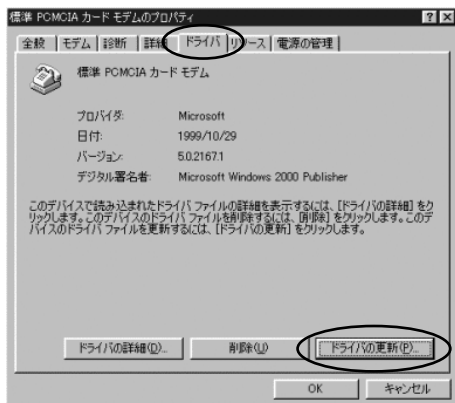 標準 PCMCIA カード モデムのプロパティ
全般 モデム 診断 詳細 ドライバ リソース 電源の管理
標準 PCMCIA カード モデム
プロバイダ: Microsoft
日付: 1999/10/29
バージョン: 5.0.2167.1
デジタル署名者: Microsoft Windows 2000 Publisher
このデバイスで読み込まれたドライバ ファイルの詳細を表示するには、[ドライバの詳細] をク
リックします。このデバイスのドライバ ファイルを削除するには、[削除] をクリックします。このデ
バイスのドライバ ファイルを更新するには、[ドライバの更新] をクリックします。
ドライバの詳細(D)... 削除(U) ドライバの更新(P)...
OK キャンセル